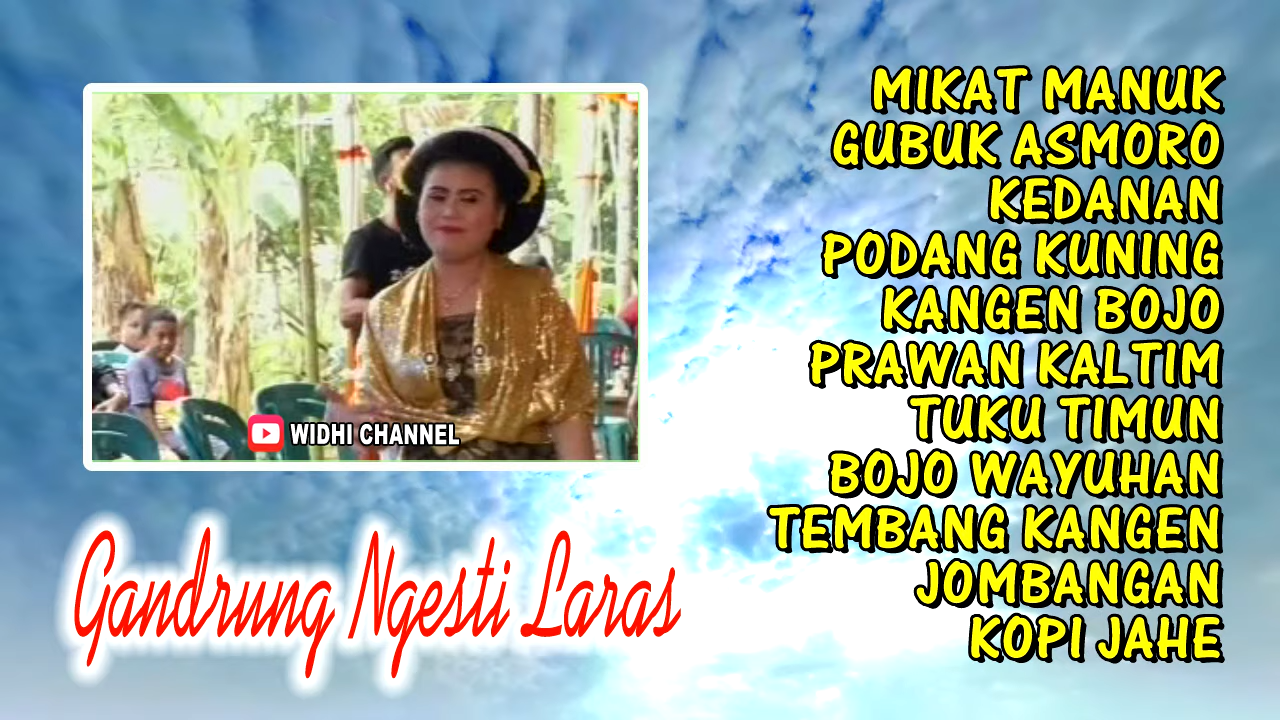 MIKAT MANUK
GUBUK ASMORO
KEDANAN
PODANG KUNING
KANGEN BOJO
PRAWAN KALTIM
TUKU TIMUN
BOJO WAYUHAN
TEMBANG KANGEN
JOMBANGAN
KOPI JAHE
WIDHI CHANNEL
Gandrung Ngesti Laras